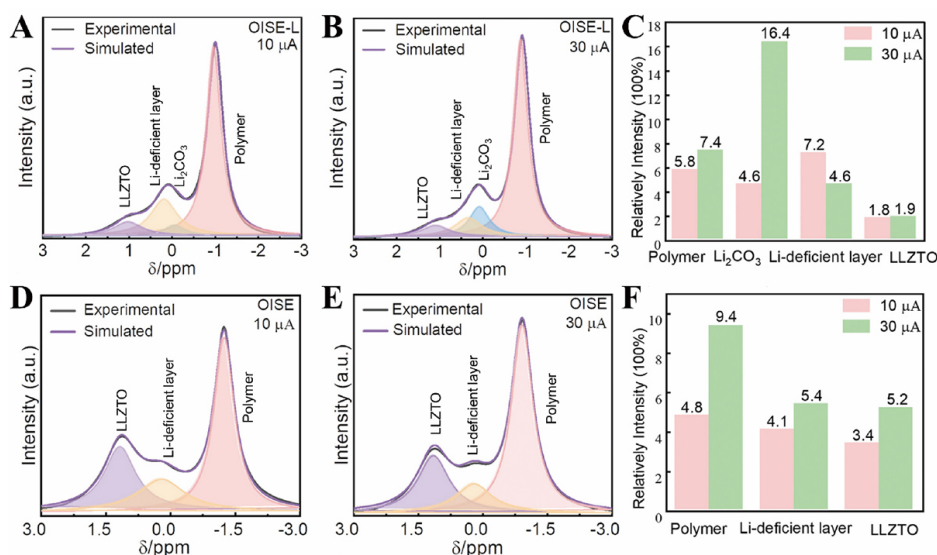 A
Experimental
Simulated
OISE-L
10 μA
LLZTO
Li-deficient layer
Li₂CO₃
Polymer
Intensity (a.u.)
3 2 1 0 -1 -2 -3
δ/ppm
B
Experimental
Simulated
OISE-L
30 μA
LLZTO
Li-deficient layer
Li₂CO₃
Polymer
Intensity (a.u.)
3 2 1 0 -1 -2 -3
δ/ppm
C
10 μA
30 μA
Relatively Intensity (100%)
18
16
14
12
10
8
6
4
2
0
5.8 7.4 4.6 16.4 7.2 4.6 1.8 1.9
Polymer Li₂CO₃ Li-deficient layer LLZTO
D
Experimental
Simulated
OISE
10 μA
LLZTO
Li-deficient layer
Polymer
Intensity (a.u.)
3.0 1.5 0.0 -1.5 -3.0
δ/ppm
E
Experimental
Simulated
OISE
30 μA
LLZTO
Li-deficient layer
Polymer
Intensity (a.u.)
3.0 1.5 0.0 -1.5 -3.0
δ/ppm
F
10 μA
30 μA
Relatively Intensity (100%)
10
8
6
4
2
0
4.8 9.4 4.1 5.4 3.4 5.2
Polymer Li-deficient layer LLZTO